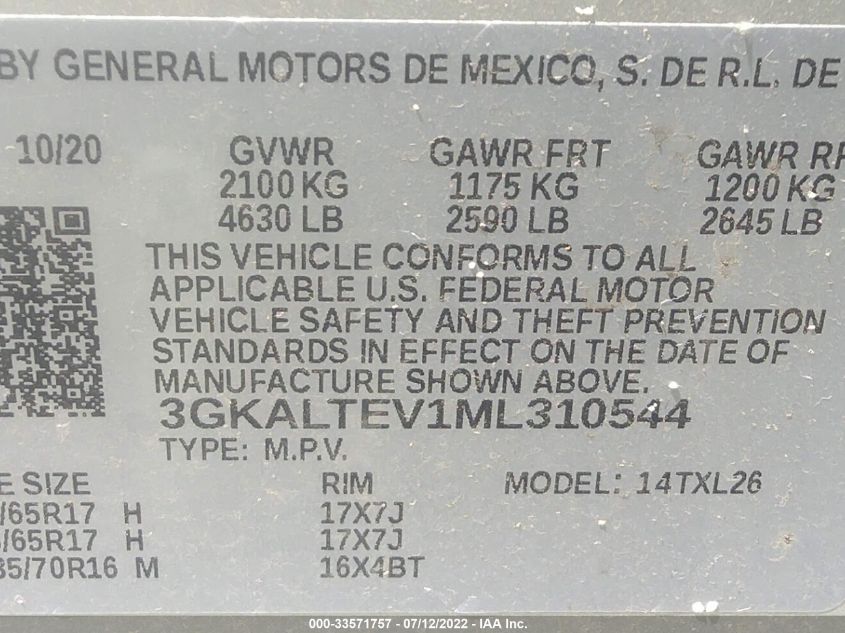 BY GENERAL MOTORS DE MEXICO, S. DE R.L. DE
10/20 GVWR GAWR FRT GAWR RR
2100 KG 1175 KG 1200 KG
4630 LB 2590 LB 2645 LB
THIS VEHICLE CONFORMS TO ALL
APPLICABLE U.S. FEDERAL MOTOR
VEHICLE SAFETY AND THEFT PREVENTION
STANDARDS IN EFFECT ON THE DATE OF
MANUFACTURE SHOWN ABOVE.
3GKALTEV1ML310544
TYPE: M.P.V.
SIZE RIM MODEL: 14TXL26
/65R17 H 17X7J
/65R17 H 17X7J
/70R16 M 16X4BT
000-33571757 - 07/12/2022 - IAA Inc.